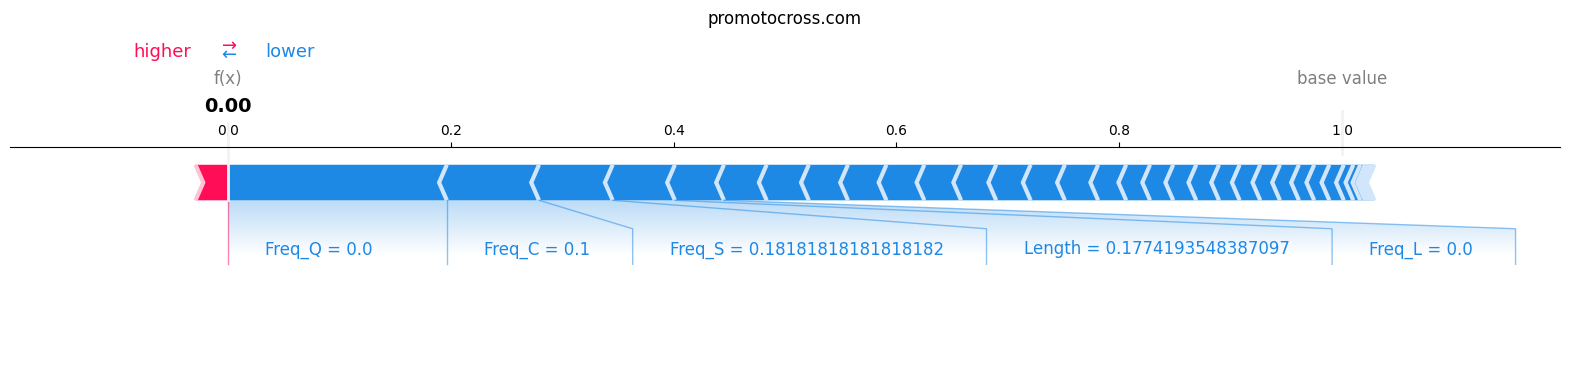 promotocross.com
higher ⇄ lower
f(x) base value
0.00
0.0 0.2 0.4 0.6 0.8 1.0
Freq_Q = 0.0 Freq_C = 0.1 Freq_S = 0.18181818181818182 Length = 0.1774193548387097 Freq_L = 0.0